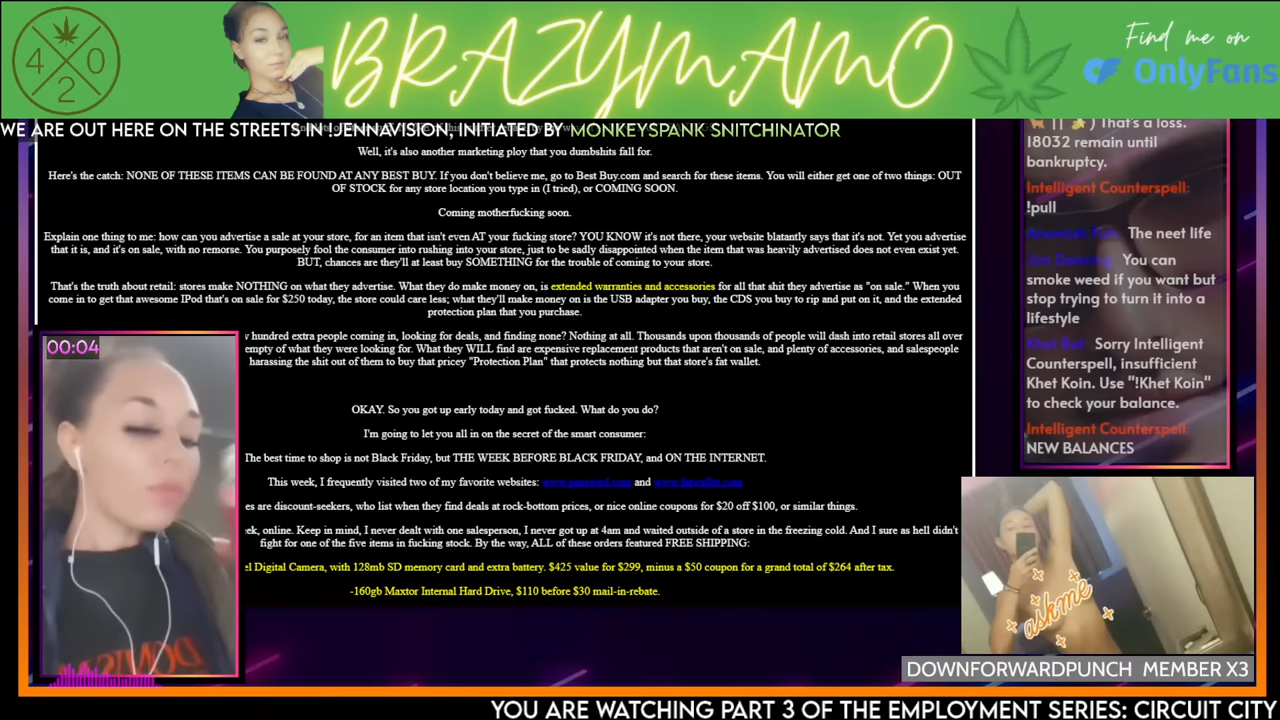 420
BRAZYMAMO
Find me on
OnlyFans
WE ARE OUT HERE ON THE STREETS IN NAVISON, INITIATED BY MONKEYSPANK SNITCHINATOR
Well, it's also another marketing ploy that you dumbshits fall for.
Here's the catch: NONE OF THESE ITEMS CAN BE FOUND AT ANY BEST BUY. If you don't believe me, go to Best Buy.com and search for these items. You will either get one of two things: OUT
OF STOCK for any store location you type in (I tried), or COMING SOON.
Coming motherfucking soon.
Explain one thing to me: how can you advertise a sale at your store, for an item that isn't even AT your fucking store? YOU KNOW it's not there, your website blatantly says that it's not. Yet you advertise
that it is, and it's on sale, with no remorse. You purposely fool the consumer into rushing into your store, just to be sadly disappointed when the item that was heavily advertised does not even exist yet.
BUT, chances are they'll at least buy SOMETHING for the trouble of coming to your store.
That's the truth about retail: stores make NOTHING on what they advertise. What they do make money on, is extended warranties and accessories for all that shit they advertise as "on sale." When you
come in to get that awesome IPod that's on sale for $250 today, the store could care less; what they'll make money on is the USB adapter you buy, the CDS you buy to rip and put on it, and the extended
protection plan that you purchase.
hundred extra people coming in, looking for deals, and finding none? Nothing at all. Thousands upon thousands of people will dash into retail stores all over
empty of what they were looking for. What they WILL find are expensive replacement products that aren't on sale, and plenty of accessories, and salespeople
harassing the shit out of them to buy that pricey "Protection Plan" that protects nothing but that store's fat wallet.
OKAY. So you got up early today and got fucked. What do you do?
I'm going to let you all in on the secret of the smart consumer:
The best time to shop is not Black Friday, but THE WEEK BEFORE BLACK FRIDAY, and ON THE INTERNET.
This week, I frequently visited two of my favorite websites: and
es are discount-seekers, who list when they find deals at rock-bottom prices, or nice online coupons for $20 off $100, or similar things.
ek, online. Keep in mind, I never dealt with one salesperson, I never got up at 4am and waited outside of a store in the freezing cold. And I sure as hell didn't
fight for one of the five items in fucking stock. By the way, ALL of these orders featured FREE SHIPPING:
el Digital Camera, with 128mb SD memory card and extra battery. $425 value for $299, minus a $50 coupon for a grand total of $264 after tax.
-160gb Maxtor Internal Hard Drive, $110 before $30 mail-in-rebate.
00:04
That's a loss.
18032 remain until
bankruptcy.
Intelligent Counterspell:
!pull
The neet life
You can
smoke weed if you want but
stop trying to turn it into a
lifestyle
Khet Bot: Sorry Intelligent
Counterspell, insufficient
Khet Koin. Use "!Khet Koin"
to check your balance.
Intelligent Counterspell:
NEW BALANCES
askme
DOWNFORWARDPUNCH MEMBER X3
YOU ARE WATCHING PART 3 OF THE EMPLOYMENT SERIES: CIRCUIT CITY